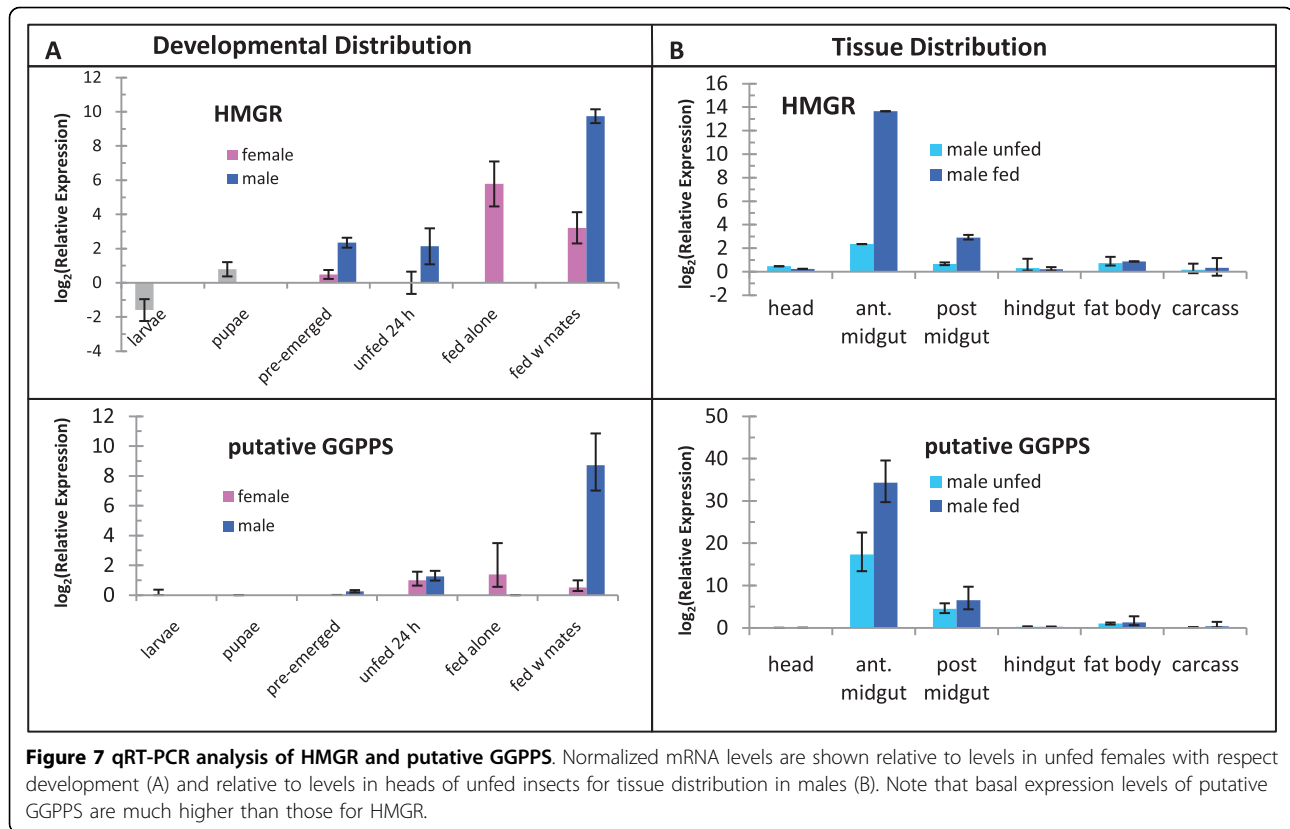 A Developmental Distribution
log2(Relative Expression)
12
10
8
6
4
2
0
-2
-4
HMGR
female
male
larvae
pupae
pre-emerged
unfed 24 h
fed alone
fed w mates
B Tissue Distribution
log2(Relative Expression)
16
14
12
10
8
6
4
2
0
-2
HMGR
male unfed
male fed
head
ant. midgut
post midgut
hindgut
fat body
carcass
log2(Relative Expression)
12
10
8
6
4
2
0
putative GGPPS
female
male
larvae
pupae
pre-emerged
unfed 24 h
fed alone
fed w mates
log2(Relative Expression)
50
40
30
20
10
0
putative GGPPS
male unfed
male fed
head
ant. midgut
post midgut
hindgut
fat body
carcass
Figure 7 qRT-PCR analysis of HMGR and putative GGPPS. Normalized mRNA levels are shown relative to levels in unfed females with respect
development (A) and relative to levels in heads of unfed insects for tissue distribution in males (B). Note that basal expression levels of putative
GGPPS are much higher than those for HMGR.